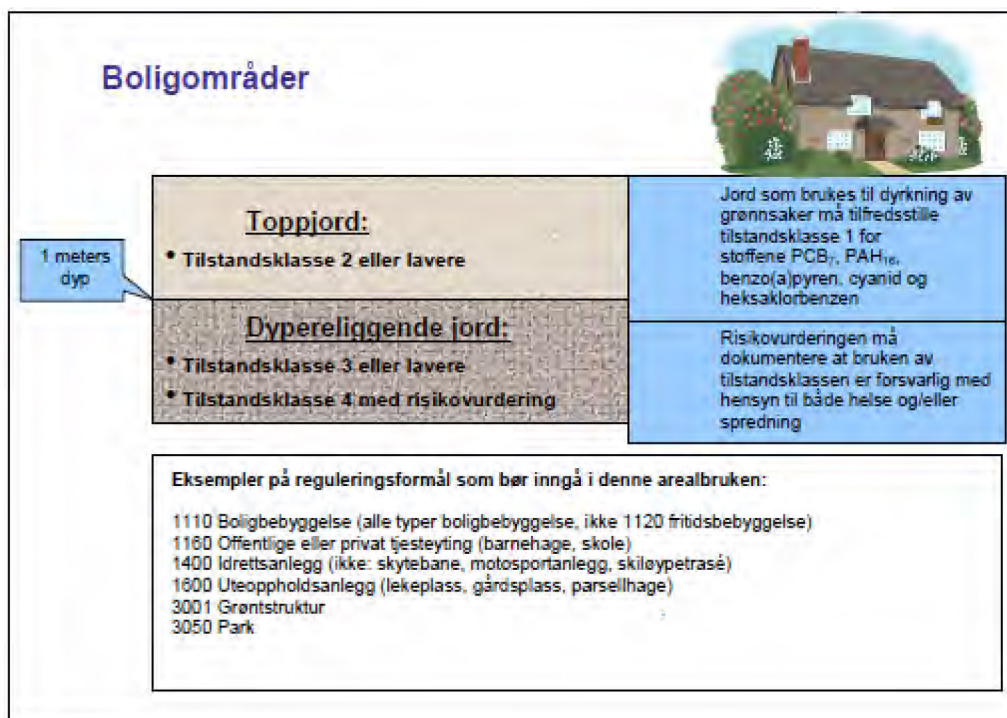 Boligområder
Toppjord:
• Tilstandsklasse 2 eller lavere
Jord som brukes til dyrkning av
grønnsaker må tilfredsstille
tilstandsklasse 1 for
stoffene PCB₇, PAH₁₆,
benzo(a)pyren, cyanid og
heksaklorbenzen
1 meters
dyp
Dypereliggende jord:
• Tilstandsklasse 3 eller lavere
• Tilstandsklasse 4 med risikovurdering
Risikovurderingen må
dokumentere at bruken av
tilstandsklassen er forsvarlig med
hensyn til både helse og/eller
spredning
Eksempler på reguleringsformål som bør inngå i denne arealbruken:
1110 Boligbebyggelse (alle typer boligbebyggelse, ikke 1120 fritidsbebyggelse)
1160 Offentlige eller privat tjesteyting (barnehage, skole)
1400 Idrettsanlegg (ikke: skytebane, motosportanlegg, skiløypetrasé)
1600 Uteoppholdsanlegg (lekeplass, gårdsplass, parsellhage)
3001 Grøntstruktur
3050 Park